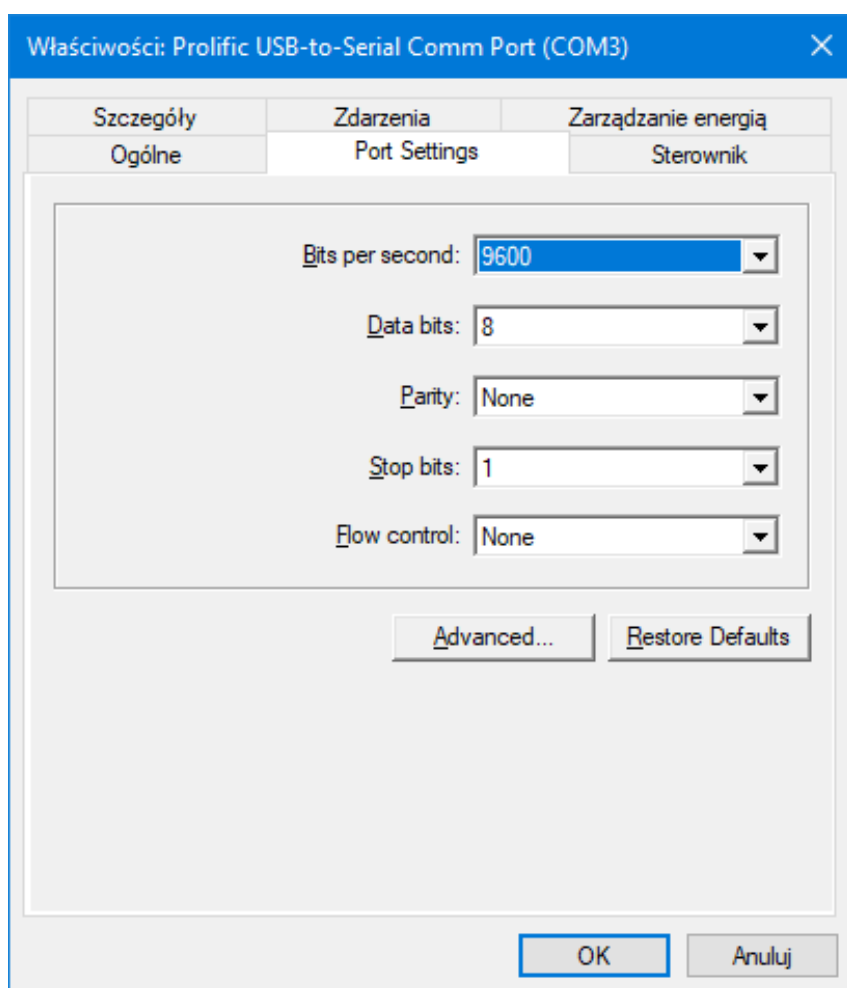 Właściwości: Prolific USB-to-Serial Comm Port (COM3)
Szczegóły Zdarzenia Zarządzanie energią
Ogólne Port Settings Sterownik
Bits per second: 9600
Data bits: 8
Parity: None
Stop bits: 1
Flow control: None
Advanced... Restore Defaults
OK Anuluj